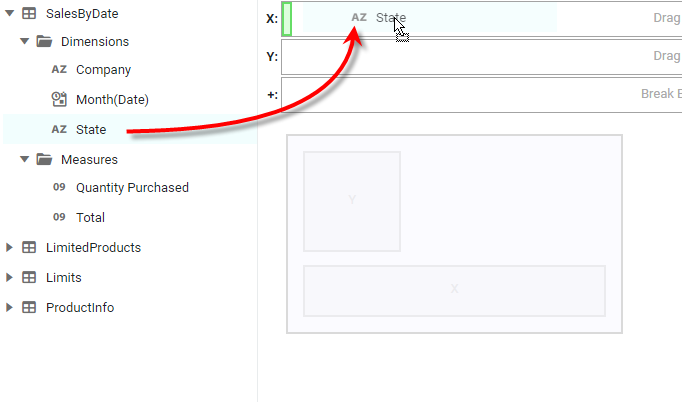 SalesByDate
Dimensions
AZ Company
Month(Date)
AZ State
Measures
09 Quantity Purchased
09 Total
LimitedProducts
Limits
ProductInfo
X: AZ State Drag
Y: Drag
+: Break
Y
X